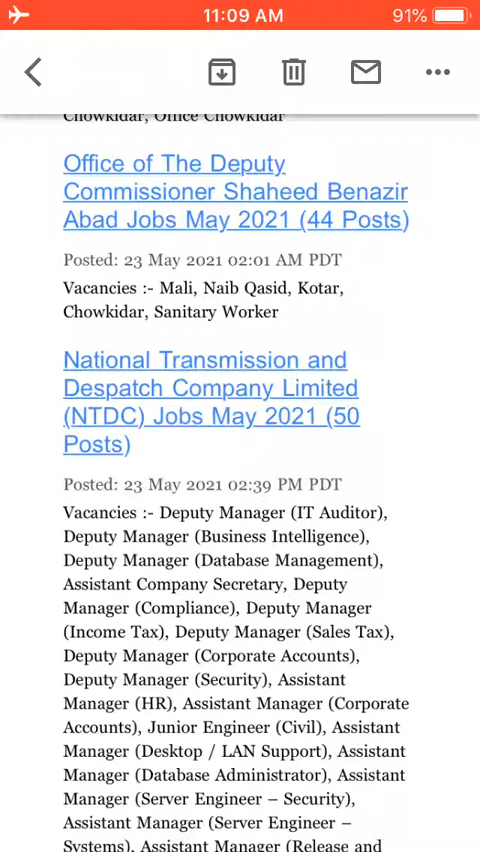 11:09 AM
91%
Chowkidar, Office Chowkidar
Office of The Deputy
Commissioner Shaheed Benazir
Abad Jobs May 2021 (44 Posts)
Posted: 23 May 2021 02:01 AM PDT
Vacancies :- Mali, Naib Qasid, Kotar,
Chowkidar, Sanitary Worker
National Transmission and
Despatch Company Limited
(NTDC) Jobs May 2021 (50
Posts)
Posted: 23 May 2021 02:39 PM PDT
Vacancies :- Deputy Manager (IT Auditor),
Deputy Manager (Business Intelligence),
Deputy Manager (Database Management),
Assistant Company Secretary, Deputy
Manager (Compliance), Deputy Manager
(Income Tax), Deputy Manager (Sales Tax),
Deputy Manager (Corporate Accounts),
Deputy Manager (Security), Assistant
Manager (HR), Assistant Manager (Corporate
Accounts), Junior Engineer (Civil), Assistant
Manager (Desktop / LAN Support), Assistant
Manager (Database Administrator), Assistant
Manager (Server Engineer – Security),
Assistant Manager (Server Engineer –
Systems), Assistant Manager (Release and